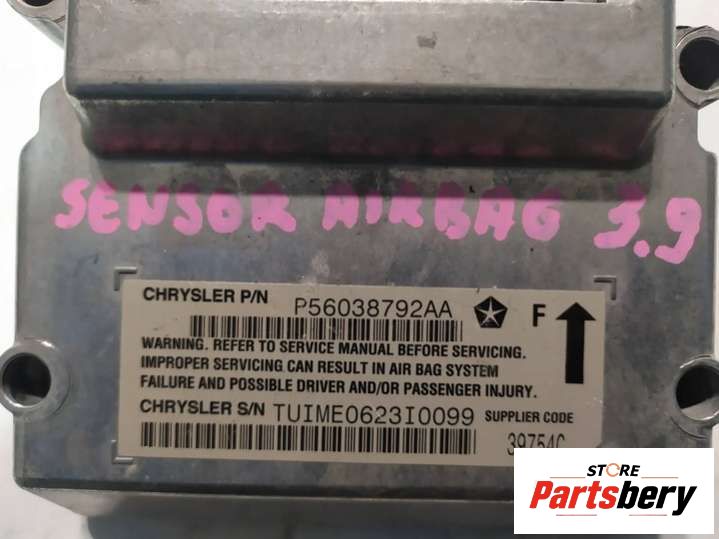 SENSOR AIRBAG 3.9
CHRYSLER P/N P56038792AA F
WARNING. REFER TO SERVICE MANUAL BEFORE SERVICING.
IMPROPER SERVICING CAN RESULT IN AIR BAG SYSTEM
FAILURE AND POSSIBLE DRIVER AND/OR PASSENGER INJURY.
CHRYSLER S/N TUIME0623I0099 SUPPLIER CODE
39754C
STORE
Partsbery